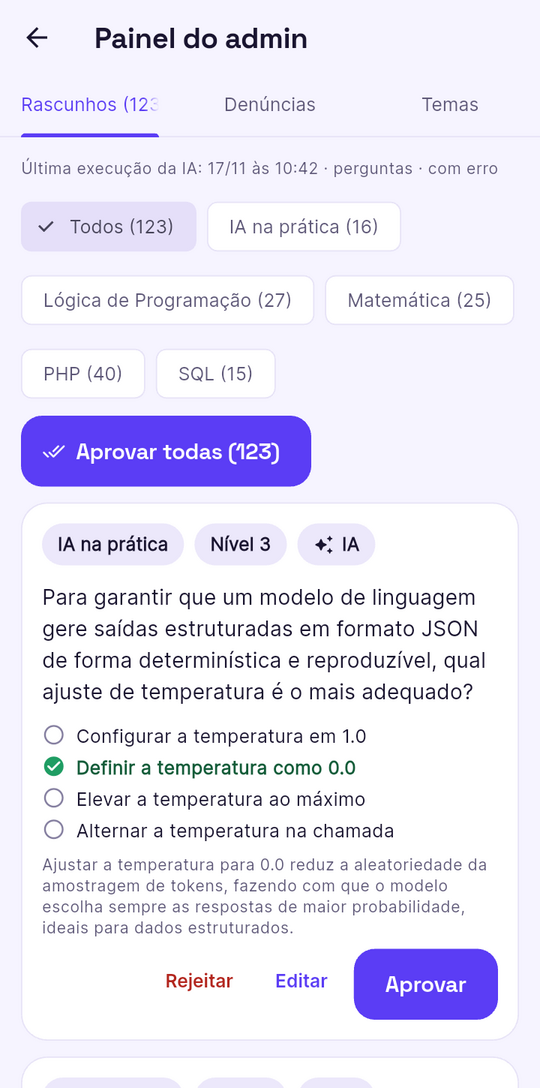 Painel do admin
Rascunhos (123
Denúncias
Temas
Última execução da IA: 17/11 às 10:42 · perguntas · com erro
Todos (123)
IA na prática (16)
Lógica de Programação (27)
Matemática (25)
PHP (40)
SQL (15)
Aprovar todas (123)
IA na prática
Nível 3
IA
Para garantir que um modelo de linguagem
gere saídas estruturadas em formato JSON
de forma determinística e reproduzível, qual
ajuste de temperatura é o mais adequado?
Configurar a temperatura em 1.0
Definir a temperatura como 0.0
Elevar a temperatura ao máximo
Alternar a temperatura na chamada
Ajustar a temperatura para 0.0 reduz a aleatoriedade da
amostragem de tokens, fazendo com que o modelo
escolha sempre as respostas de maior probabilidade,
ideais para dados estruturados.
Rejeitar
Editar
Aprovar